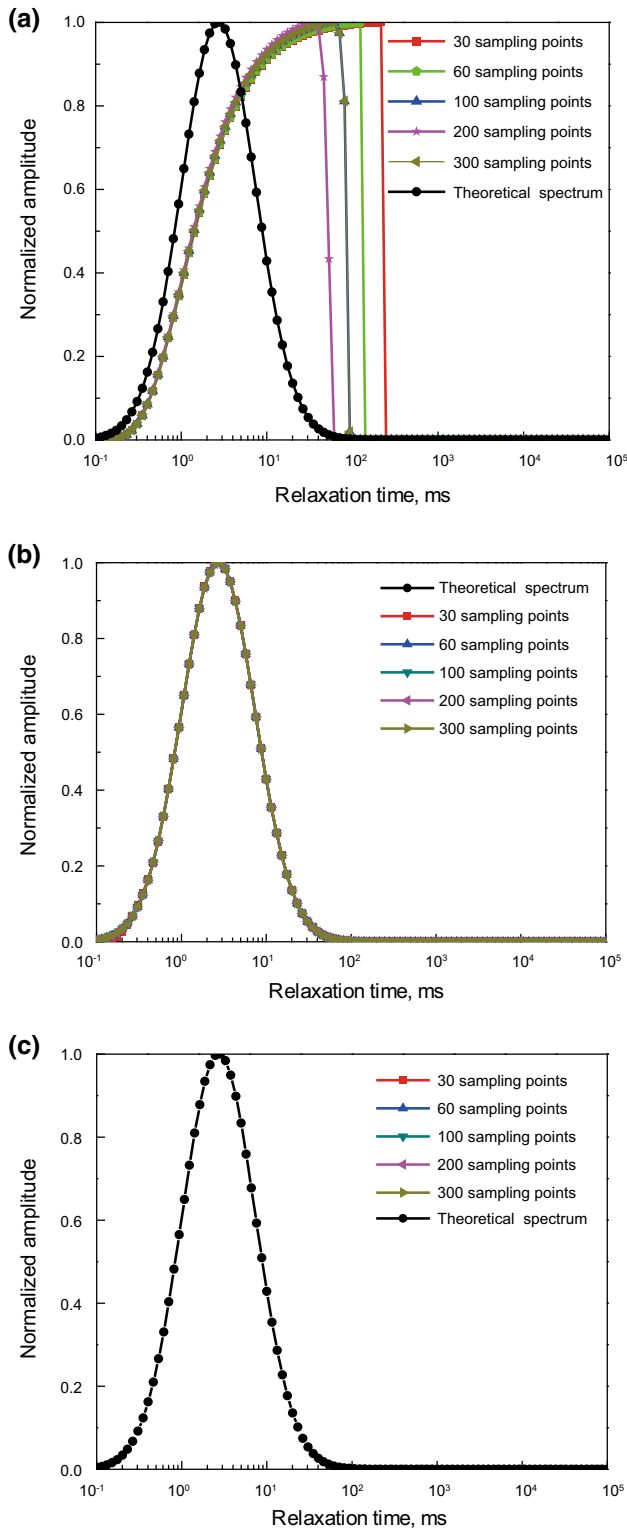 (a)
1.0
0.8
0.6
0.4
0.2
0.0
Normalized amplitude
30 sampling points
60 sampling points
100 sampling points
200 sampling points
300 sampling points
Theoretical spectrum
10-1
100
101
102
103
104
105
Relaxation time, ms
(b)
1.0
0.8
0.6
0.4
0.2
0.0
Normalized amplitude
Theoretical spectrum
30 sampling points
60 sampling points
100 sampling points
200 sampling points
300 sampling points
10-1
100
101
102
103
104
105
Relaxation time, ms
(c)
1.0
0.8
0.6
0.4
0.2
0.0
Normalized amplitude
30 sampling points
60 sampling points
100 sampling points
200 sampling points
300 sampling points
Theoretical spectrum
10-1
100
101
102
103
104
105
Relaxation time, ms